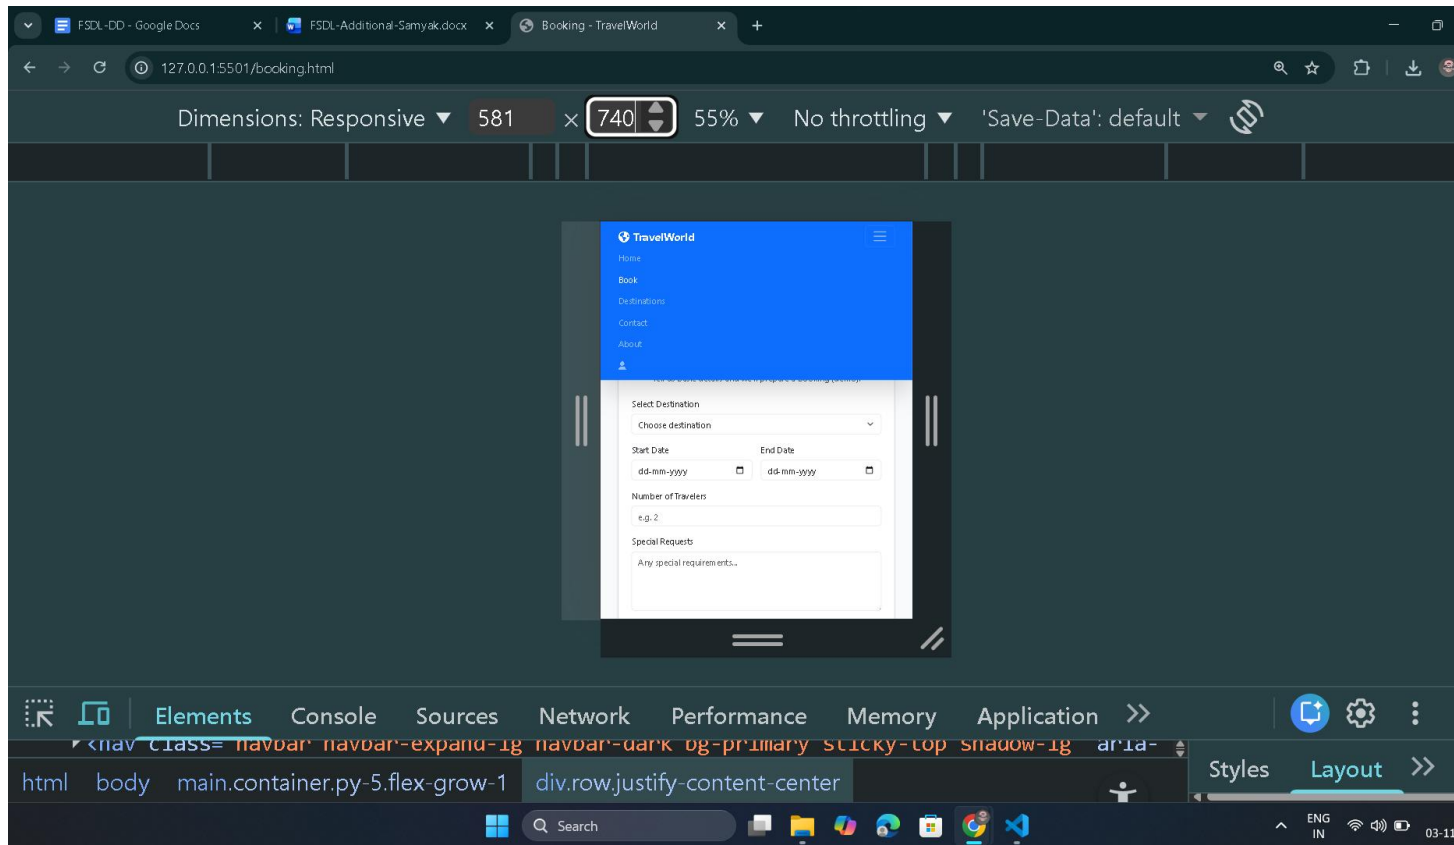 FSDL-DD - Google Docs
FSDL-Additional-Samyak.docx
Booking - TravelWorld
127.0.0.1:5501/booking.html
Dimensions: Responsive 581 × 740 55% No throttling 'Save-Data': default
TravelWorld
Home
Book
Destinations
Contact
About
Select Destination
Choose destination
Start Date End Date
dd-mm-yyyy dd-mm-yyyy
Number of Travelers
e.g. 2
Special Requests
Any special requirements...
Elements Console Sources Network Performance Memory Application
<nav class="navbar navbar-expand-lg navbar-dark bg-primary sticky-top shadow-lg" aria-
Styles Layout
html body main.container.py-5.flex-grow-1 div.row.justify-content-center
Search
ENG
IN
03-11